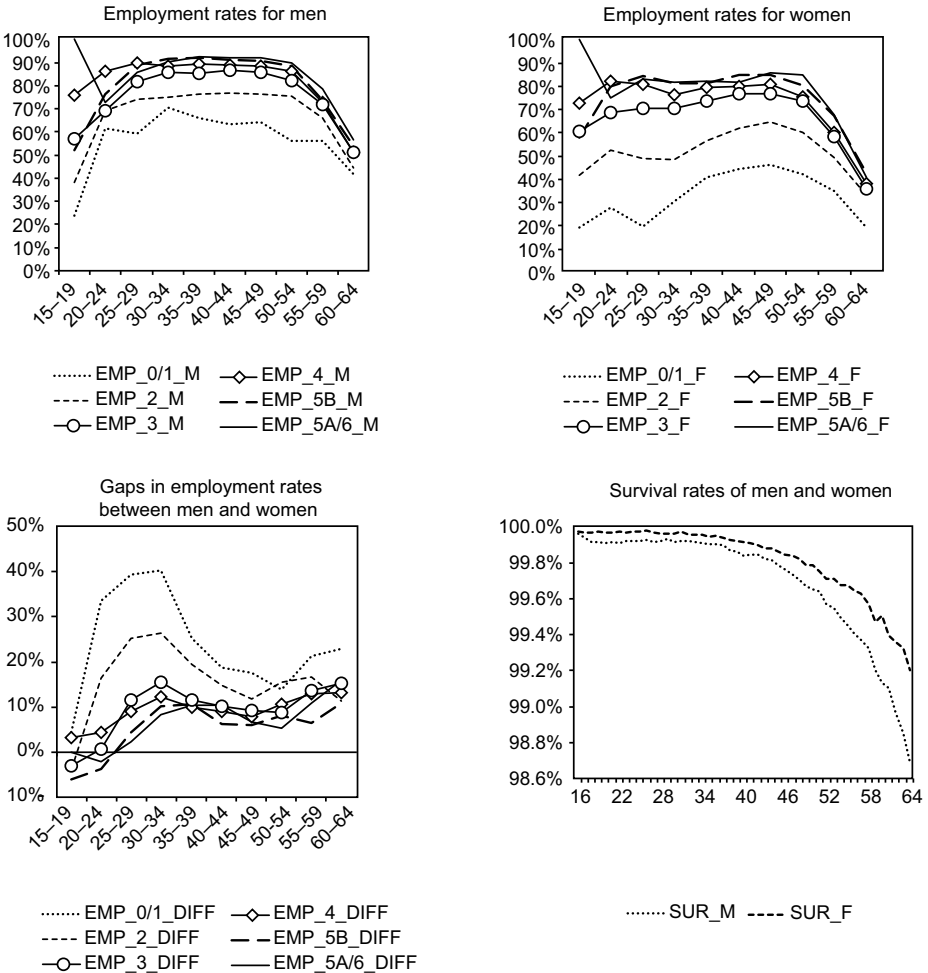 Employment rates for men
100%
90%
80%
70%
60%
50%
40%
30%
20%
10%
0%
15–19
20–24
25–29
30–34
35–39
40–44
45–49
50–54
55–59
60–64
EMP_0/1_M
EMP_4_M
EMP_2_M
EMP_5B_M
EMP_3_M
EMP_5A/6_M
Employment rates for women
100%
90%
80%
70%
60%
50%
40%
30%
20%
10%
0%
15–19
20–24
25–29
30–34
35–39
40–44
45–49
50–54
55–59
60–64
EMP_0/1_F
EMP_4_F
EMP_2_F
EMP_5B_F
EMP_3_F
EMP_5A/6_F
Gaps in employment rates
between men and women
50%
40%
30%
20%
10%
0%
10%
15–19
20–24
25–29
30–34
35–39
40–44
45–49
50–54
55–59
60–64
EMP_0/1_DIFF
EMP_4_DIFF
EMP_2_DIFF
EMP_5B_DIFF
EMP_3_DIFF
EMP_5A/6_DIFF
Survival rates of men and women
100.0%
99.8%
99.6%
99.4%
99.2%
99.0%
98.8%
98.6%
16 22 28 34 40 46 52 58 64
SUR_M SUR_F